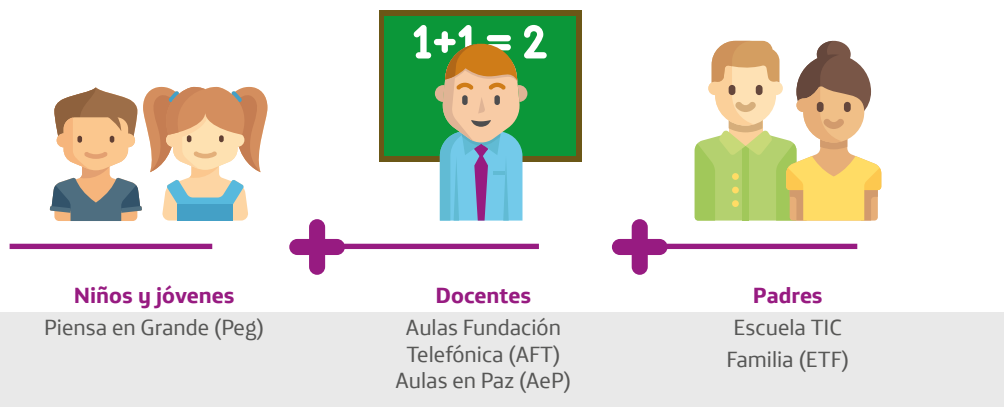 1+1 = 2
Niños y jóvenes
Piensa en Grande (Peg)
Docentes
Aulas Fundación
Telefónica (AFT)
Aulas en Paz (AeP)
Padres
Escuela TIC
Familia (ETF)